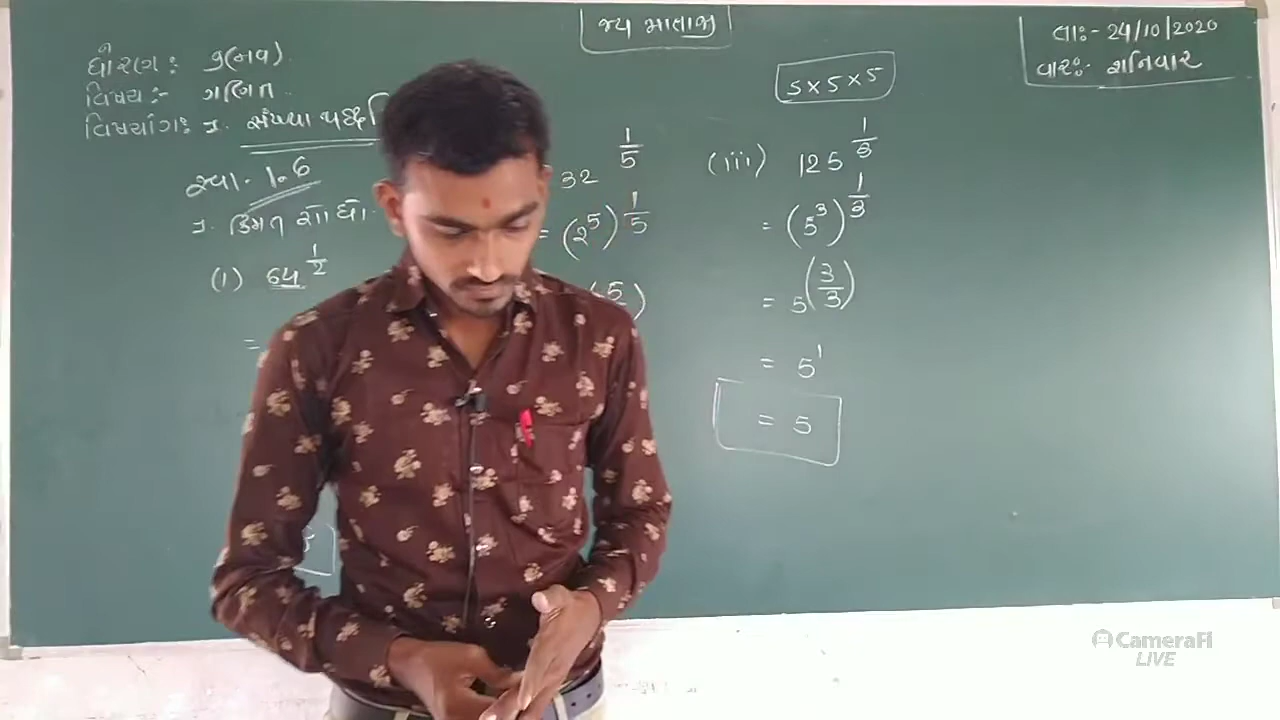 જય માતાજી
તા:- 24/10/2020
વાર:- શનિવાર
ધોરણ : ૯(નવ)
વિષય :- ગણિત
વિષયાંગ: 1. સંખ્યા પદ્ધતિ
સ્વા. 1.6
1. કિંમત શોધો.
(i) 64^{1/2}
=
32^{1/5}
= (2^5)^{1/5}
5
5 × 5 × 5
(iii) 125^{1/3}
= (5^3)^{1/3}
= 5^{(3/3)}
= 5^1
= 5
CameraFi
LIVE